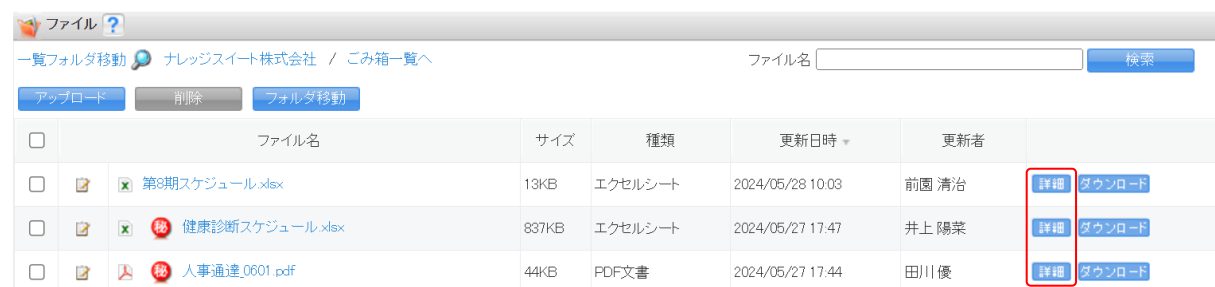 ファイル ?
一覧フォルダ移動 ナレッジスイート株式会社 / ごみ箱一覧へ ファイル名 検索
アップロード 削除 フォルダ移動
ファイル名 サイズ 種類 更新日時 更新者
第8期スケジュール.xlsx 13KB エクセルシート 2024/05/28 10:03 前園 清治 詳細 ダウンロード
秘 健康診断スケジュール.xlsx 837KB エクセルシート 2024/05/27 17:47 井上 陽菜 詳細 ダウンロード
秘 人事通達_0601.pdf 44KB PDF文書 2024/05/27 17:44 田川 優 詳細 ダウンロード